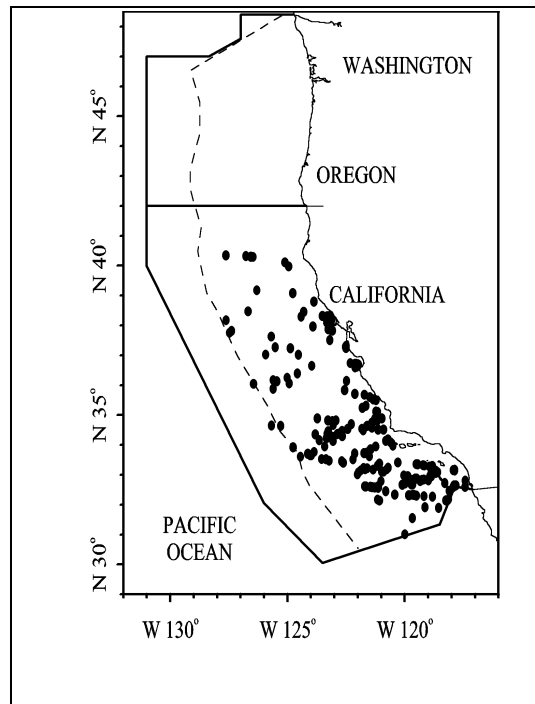 WASHINGTON
N 45°
OREGON
N 40°
CALIFORNIA
N 35°
PACIFIC
OCEAN
N 30°
W 130°
W 125°
W 120°